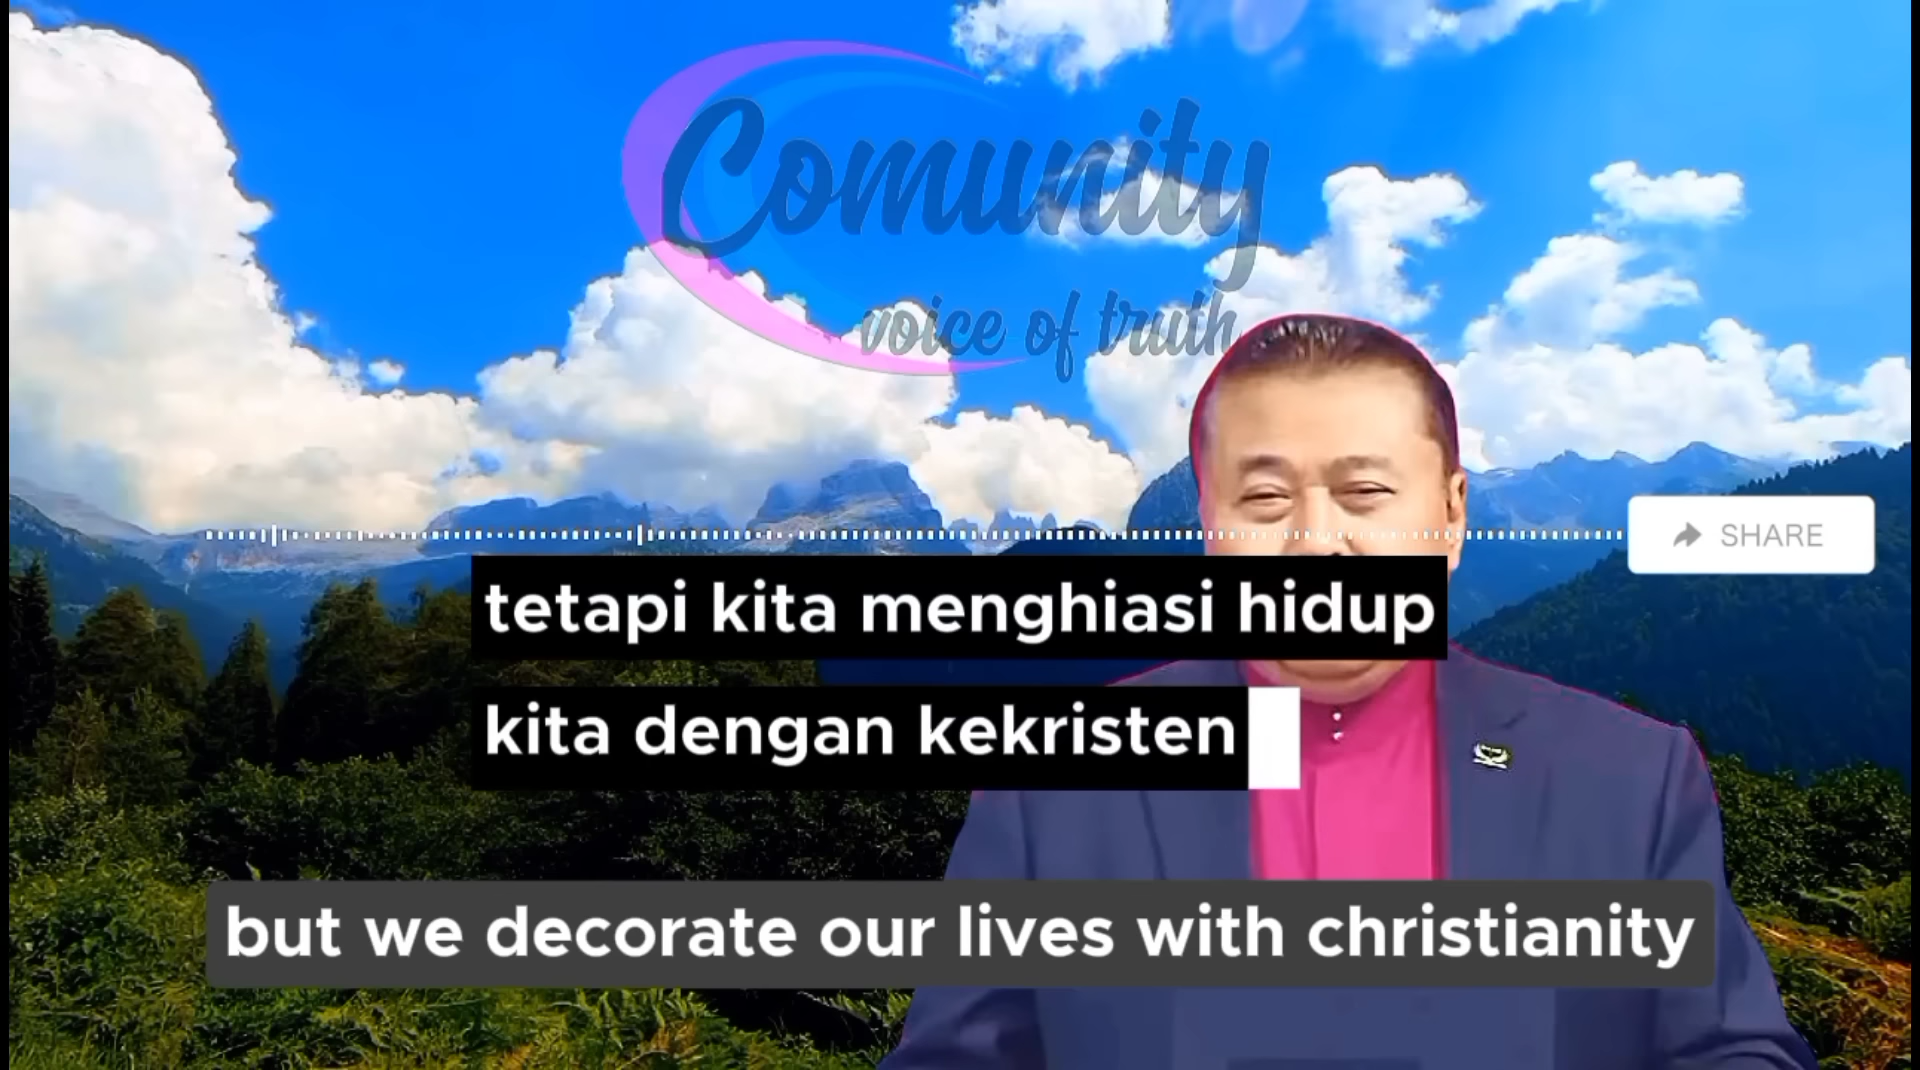 Comunity
voice of truth
SHARE
tetapi kita menghiasi hidup
kita dengan kekristen
but we decorate our lives with christianity